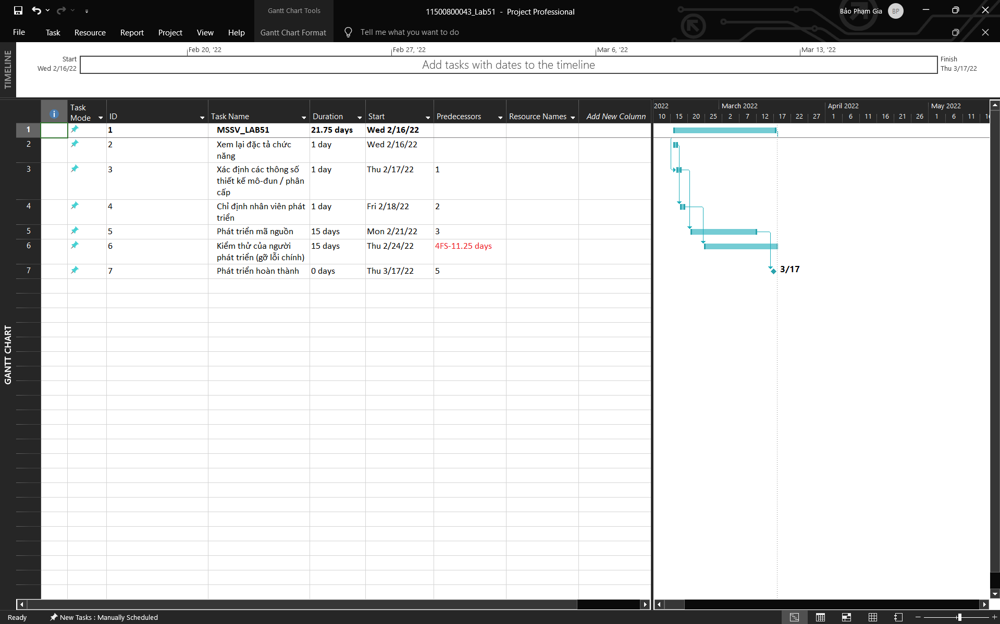 Gantt Chart Tools
11500800043_Lab51 - Project Professional
Bảo Phạm Gia
BP
File
Task
Resource
Report
Project
View
Help
Gantt Chart Format
Tell me what you want to do
TIMELINE
Feb 20, '22
Feb 27, '22
Mar 6, '22
Mar 13, '22
Start
Wed 2/16/22
Add tasks with dates to the timeline
Finish
Thu 3/17/22
GANTT CHART
Task
Mode
ID
Task Name
Duration
Start
Predecessors
Resource Names
Add New Column
2022
March 2022
April 2022
May 2022
10 15 20 25 2 7 12 17 22 27 1 6 11 16 21 26 1 6 11
1 1 MSSV_LAB51 21.75 days Wed 2/16/22
2 2 Xem lại đặc tả chức 1 day Wed 2/16/22
năng
3 3 Xác định các thông số 1 day Thu 2/17/22 1
thiết kế mô-đun / phân
cấp
4 4 Chỉ định nhân viên phát 1 day Fri 2/18/22 2
triển
5 5 Phát triển mã nguồn 15 days Mon 2/21/22 3
6 6 Kiểm thử của người 15 days Thu 2/24/22 4FS-11.25 days
phát triển (gỡ lỗi chính)
7 7 Phát triển hoàn thành 0 days Thu 3/17/22 5
3/17
Ready
New Tasks : Manually Scheduled